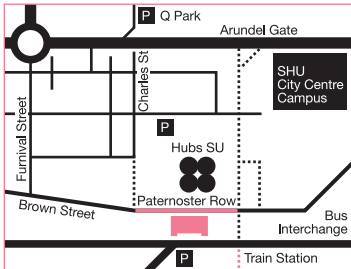 P Q Park
Arundel Gate
SHU
City Centre
Campus
Charles St
Furnival Street
P
Hubs SU
Paternoster Row
Brown Street
Bus
Interchange
P
Train Station